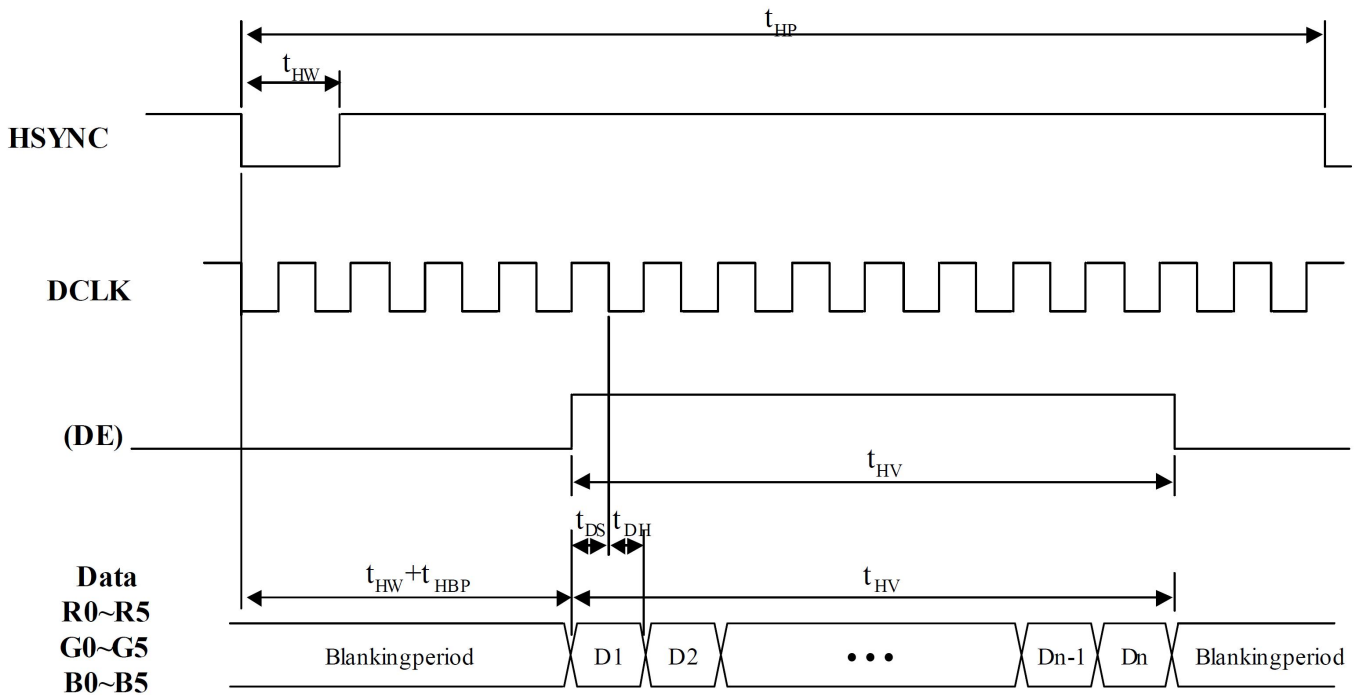 tHP
tHW
HSYNC
DCLK
(DE)
tHV
tDS tDH
Data
R0~R5
G0~G5
B0~B5
tHW+tHBP
tHV
Blankingperiod D1 D2 ••• Dn-1 Dn Blankingperiod